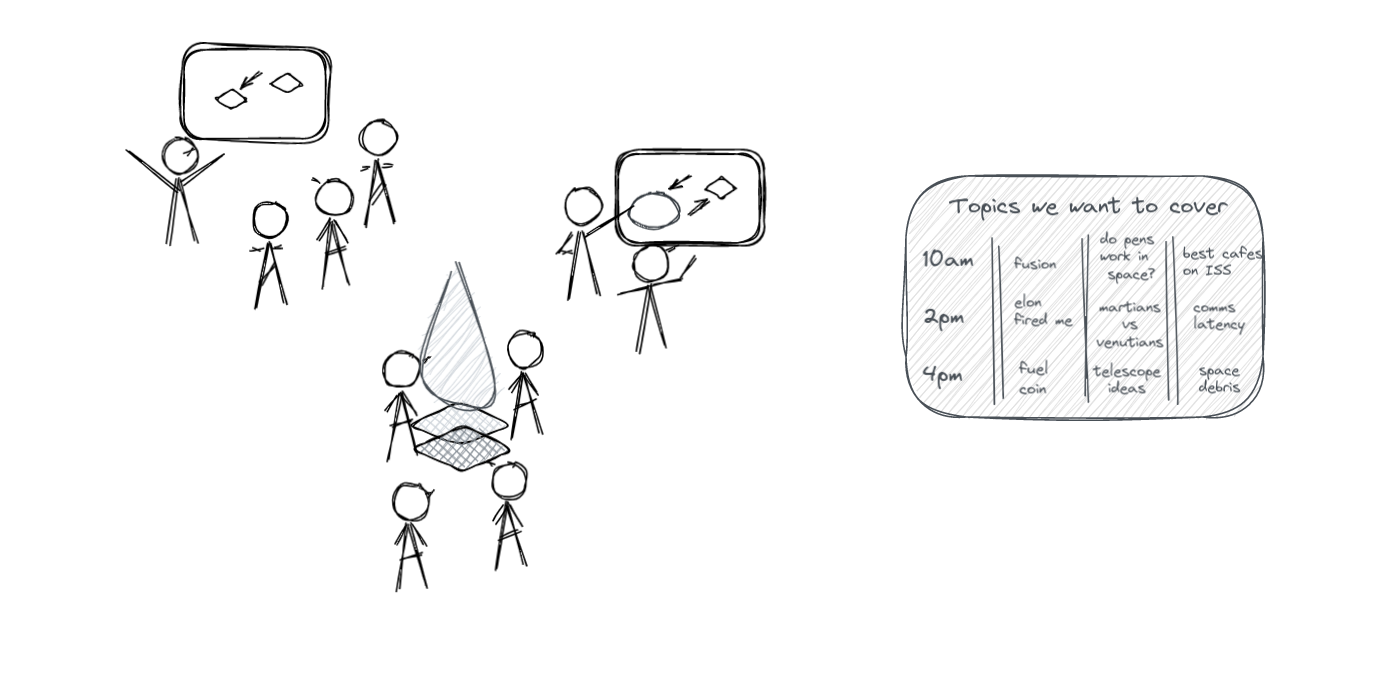 Topics we want to cover
10am
fusion
do pens
work in
space?
best cafes
on ISS
2pm
elon
fired me
martians
vs
venutians
comms
latency
4pm
fuel
coin
telescope
ideas
space
debris